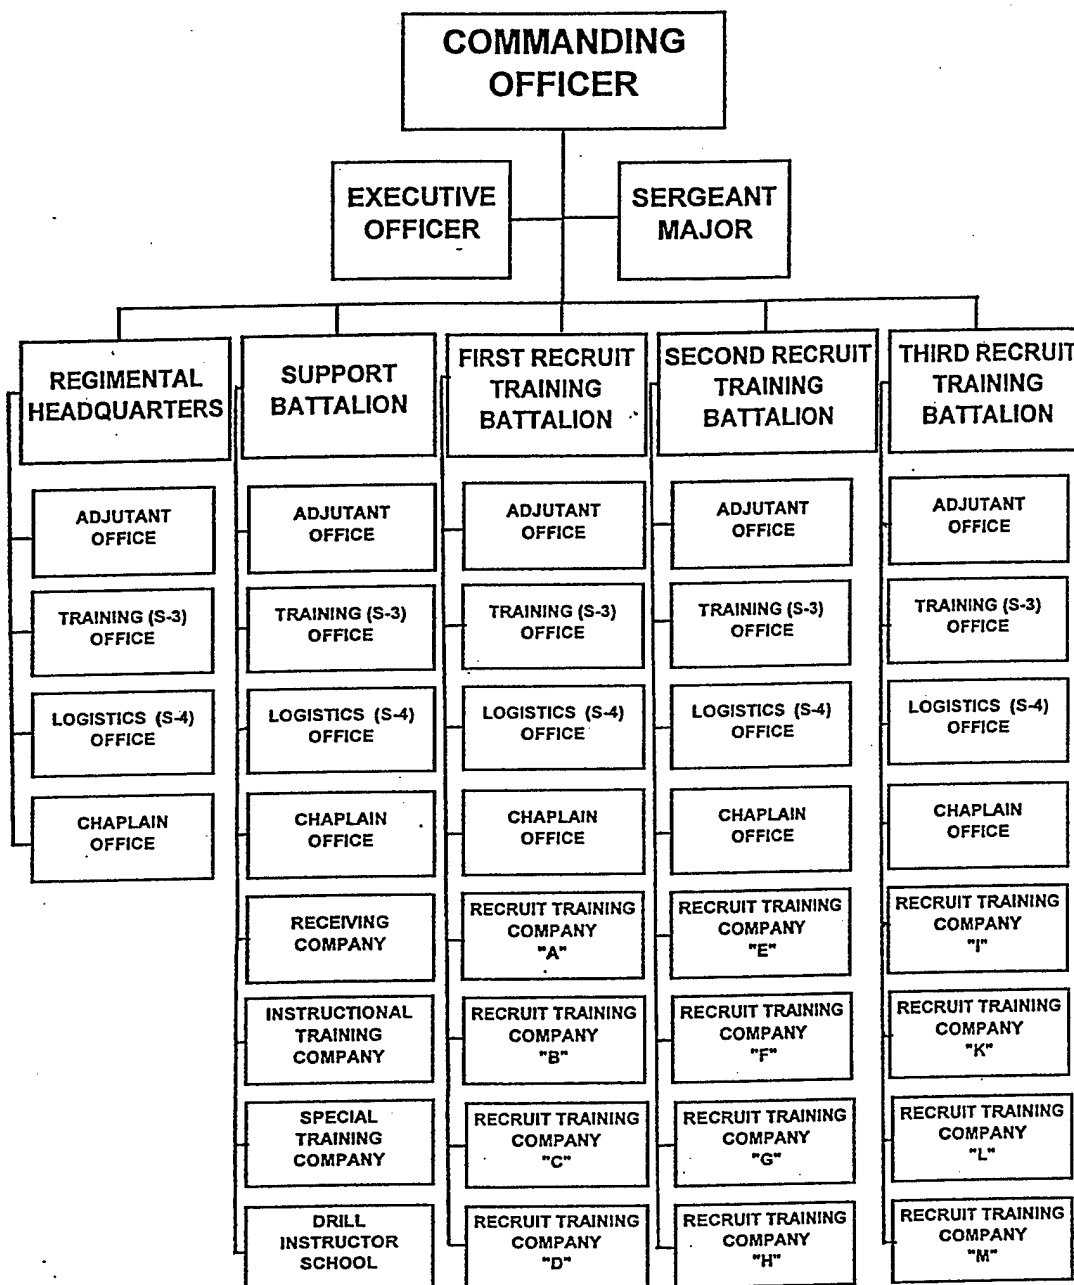 COMMANDING
OFFICER
EXECUTIVE
OFFICER
SERGEANT
MAJOR
REGIMENTAL
HEADQUARTERS
ADJUTANT
OFFICE
TRAINING (S-3)
OFFICE
LOGISTICS (S-4)
OFFICE
CHAPLAIN
OFFICE
SUPPORT
BATTALION
ADJUTANT
OFFICE
TRAINING (S-3)
OFFICE
LOGISTICS (S-4)
OFFICE
CHAPLAIN
OFFICE
RECEIVING
COMPANY
INSTRUCTIONAL
TRAINING
COMPANY
SPECIAL
TRAINING
COMPANY
DRILL
INSTRUCTOR
SCHOOL
FIRST RECRUIT
TRAINING
BATTALION
ADJUTANT
OFFICE
TRAINING (S-3)
OFFICE
LOGISTICS (S-4)
OFFICE
CHAPLAIN
OFFICE
RECRUIT TRAINING
COMPANY
"A"
RECRUIT TRAINING
COMPANY
"B"
RECRUIT TRAINING
COMPANY
"C"
RECRUIT TRAINING
COMPANY
"D"
SECOND RECRUIT
TRAINING
BATTALION
ADJUTANT
OFFICE
TRAINING (S-3)
OFFICE
LOGISTICS (S-4)
OFFICE
CHAPLAIN
OFFICE
RECRUIT TRAINING
COMPANY
"E"
RECRUIT TRAINING
COMPANY
"F"
RECRUIT TRAINING
COMPANY
"G"
RECRUIT TRAINING
COMPANY
"H"
THIRD RECRUIT
TRAINING
BATTALION
ADJUTANT
OFFICE
TRAINING (S-3)
OFFICE
LOGISTICS (S-4)
OFFICE
CHAPLAIN
OFFICE
RECRUIT TRAINING
COMPANY
"I"
RECRUIT TRAINING
COMPANY
"K"
RECRUIT TRAINING
COMPANY
"L"
RECRUIT TRAINING
COMPANY
"M"